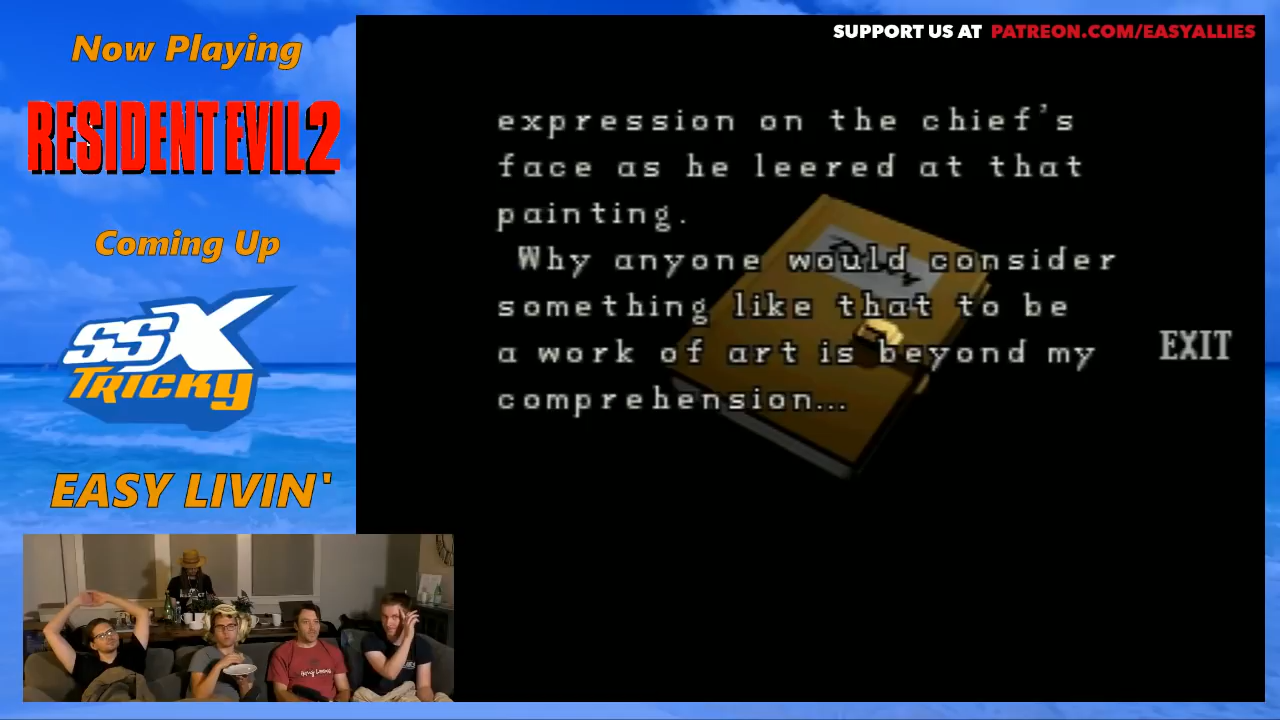 Now Playing
RESIDENT EVIL 2
Coming Up
SSX
TRICKY
EASY LIVIN'
SUPPORT US AT PATREON.COM/EASYALLIES
expression on the chief's
face as he leered at that
painting.
Why anyone would consider
something like that to be
a work of art is beyond my
comprehension...
EXIT
Diary